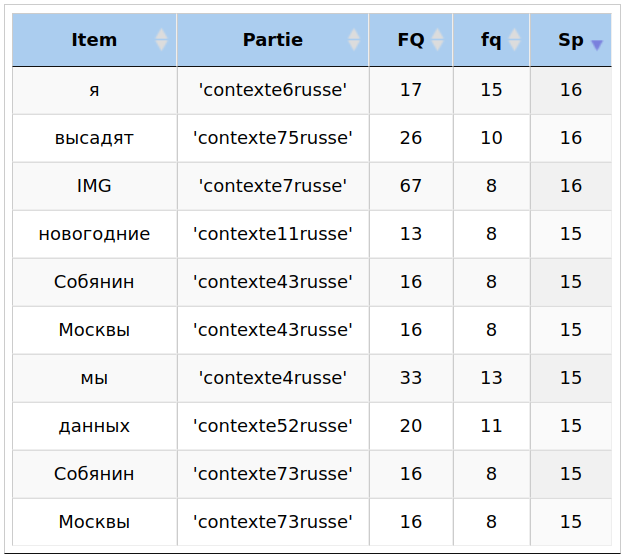 Item Partie FQ fq Sp
я 'contexte6russe' 17 15 16
высадят 'contexte75russe' 26 10 16
IMG 'contexte7russe' 67 8 16
новогодние 'contexte11russe' 13 8 15
Собянин 'contexte43russe' 16 8 15
Москвы 'contexte43russe' 16 8 15
мы 'contexte4russe' 33 13 15
данных 'contexte52russe' 20 11 15
Собянин 'contexte73russe' 16 8 15
Москвы 'contexte73russe' 16 8 15